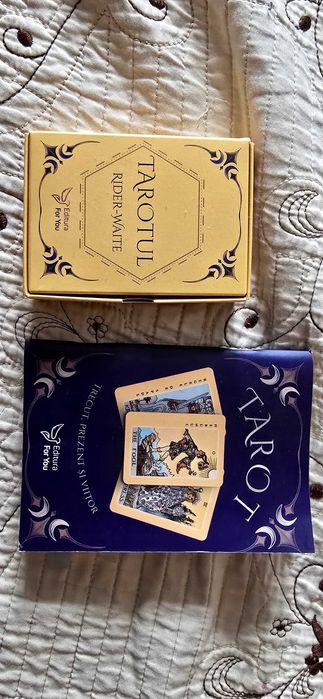 TAROTUL
RIDER-WAITE
Editura
For You
TAROT
THE FOOL
TRECUT, PREZENT ȘI VIITOR
Editura
For You